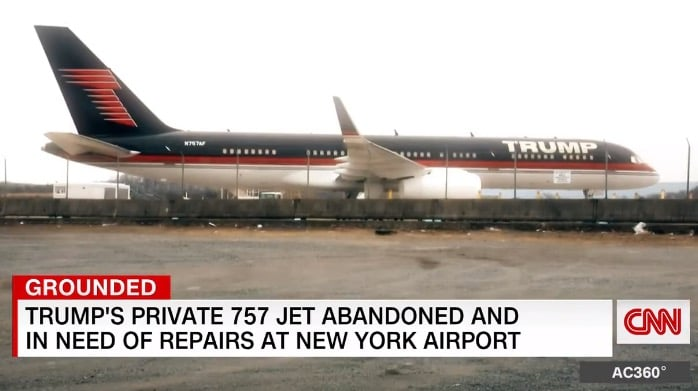 N757AF
TRUMP
GROUNDED
TRUMP'S PRIVATE 757 JET ABANDONED AND
IN NEED OF REPAIRS AT NEW YORK AIRPORT
CNN
AC360°